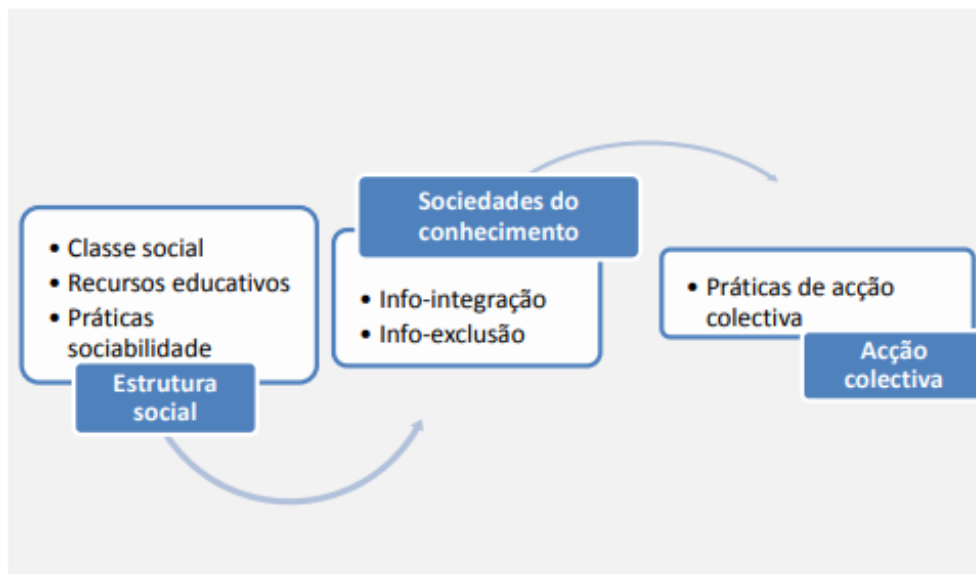 • Classe social
• Recursos educativos
• Práticas
sociabilidade
Estrutura
social
Sociedades do
conhecimento
• Info-integração
• Info-exclusão
• Práticas de acção
colectiva
Acção
colectiva